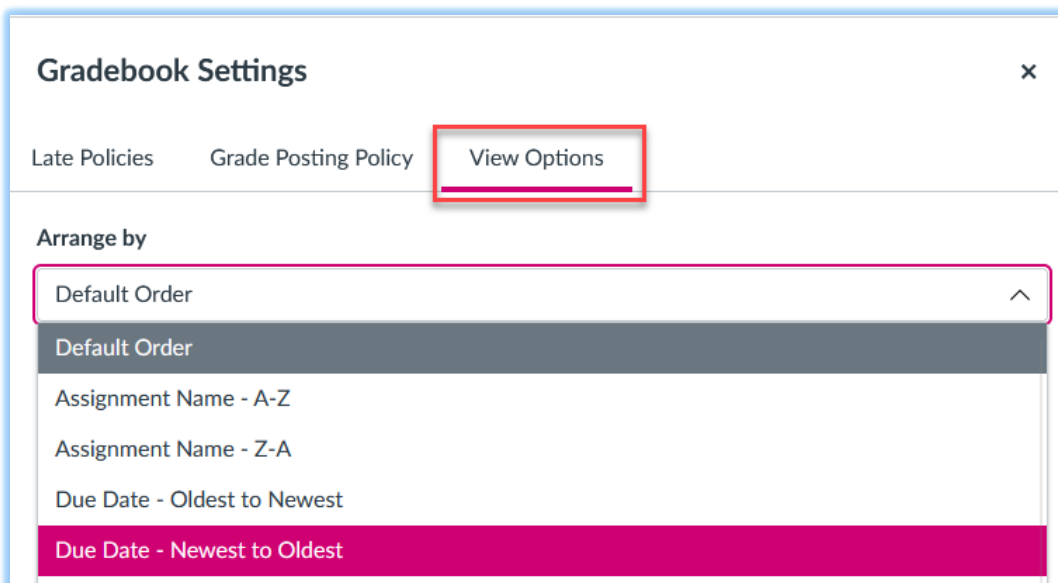 Gradebook Settings
Late Policies Grade Posting Policy View Options
Arrange by
Default Order
Default Order
Assignment Name - A-Z
Assignment Name - Z-A
Due Date - Oldest to Newest
Due Date - Newest to Oldest